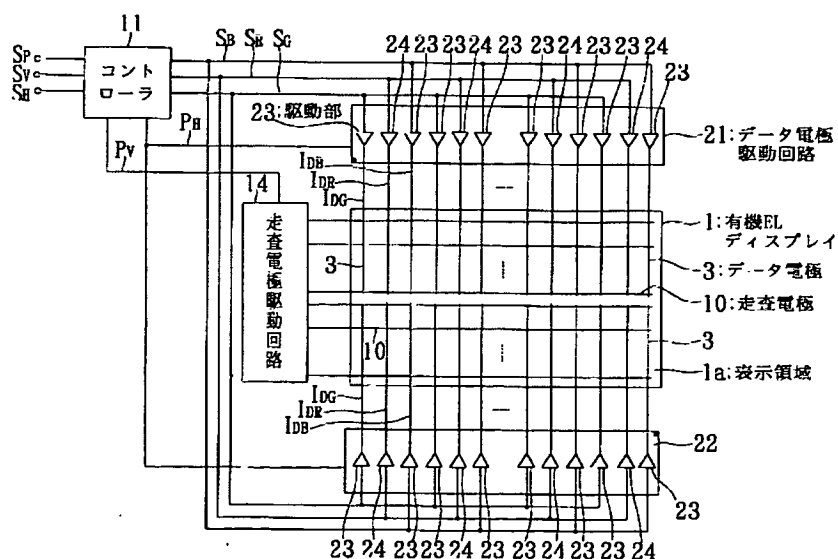 11
SP
SV
SH
コント
ローラ
SB SR SG
24 23 23 24 23 23 24 23 23 24 23
23:駆動部
21:データ電極
駆動回路
PH
PV
IDB
IDR
IDG
14
走査電極駆動回路
1:有機EL
ディスプレイ
3
3:データ電極
10:走査電極
10
3
1a:表示領域
IDG
IDR
IDB
22
23
23 24 23 23 24 23 23 24 23 23 24